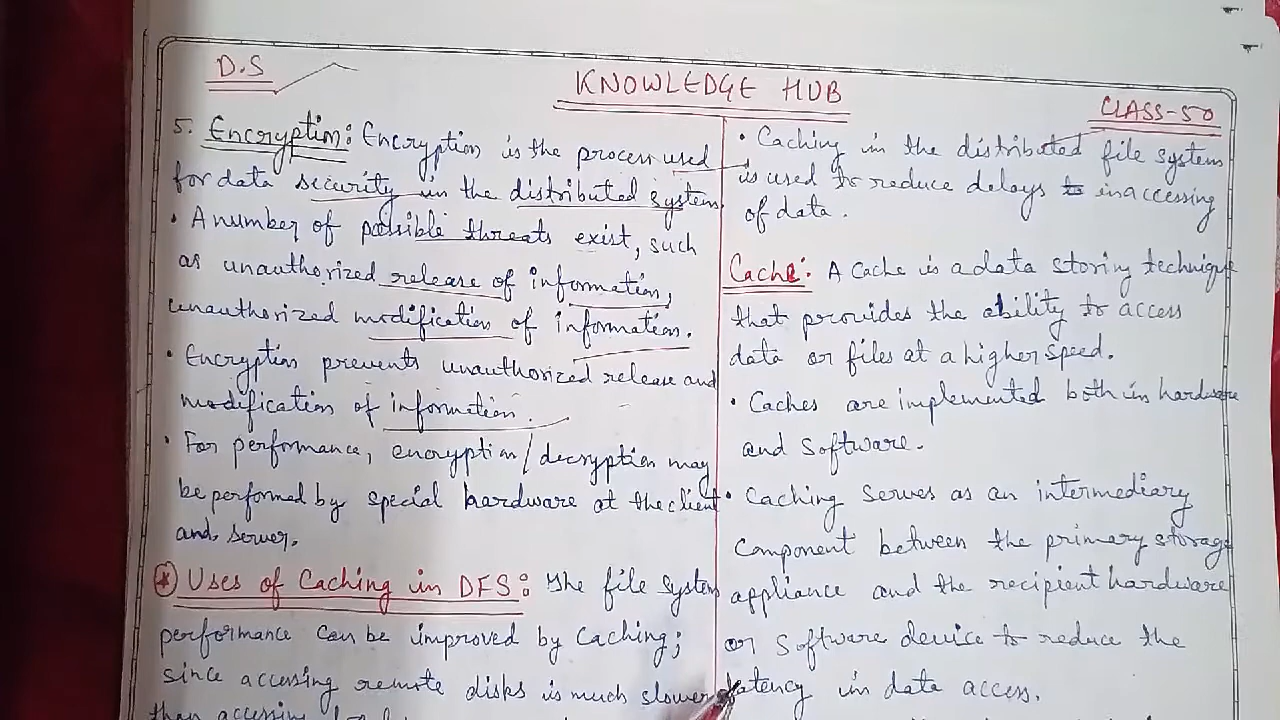 D.S
KNOWLEDGE HUB
CLASS-50
5. Encryption: Encryption is the process used
for data security in the distributed system.
• A number of possible threats exist, such
as unauthorized release of information,
unauthorized modification of information.
• Encryption prevents unauthorized release and
modification of information.
• For performance, encryption/decryption may
be performed by special hardware at the client
and server.
* Uses of Caching in DFS: The file system
performance can be improved by caching;
since accessing remote disks is much slower
than accessing
• Caching in the distributed file system
is used to reduce delays in accessing
of data.
Cache: A Cache is a data storing technique
that provides the ability to access
data or files at a higher speed.
• Caches are implemented both in hardware
and software.
• Caching serves as an intermediary
component between the primary storage
appliance and the recipient hardware
or software device to reduce the
latency in data access.